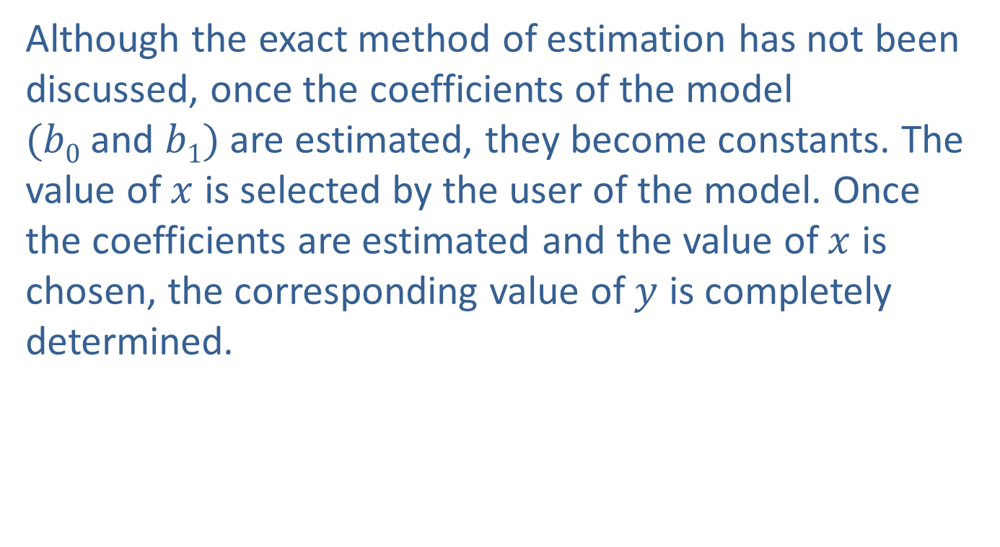 Although the exact method of estimation has not been
discussed, once the coefficients of the model
(b₀ and b₁) are estimated, they become constants. The
value of x is selected by the user of the model. Once
the coefficients are estimated and the value of x is
chosen, the corresponding value of y is completely
determined.